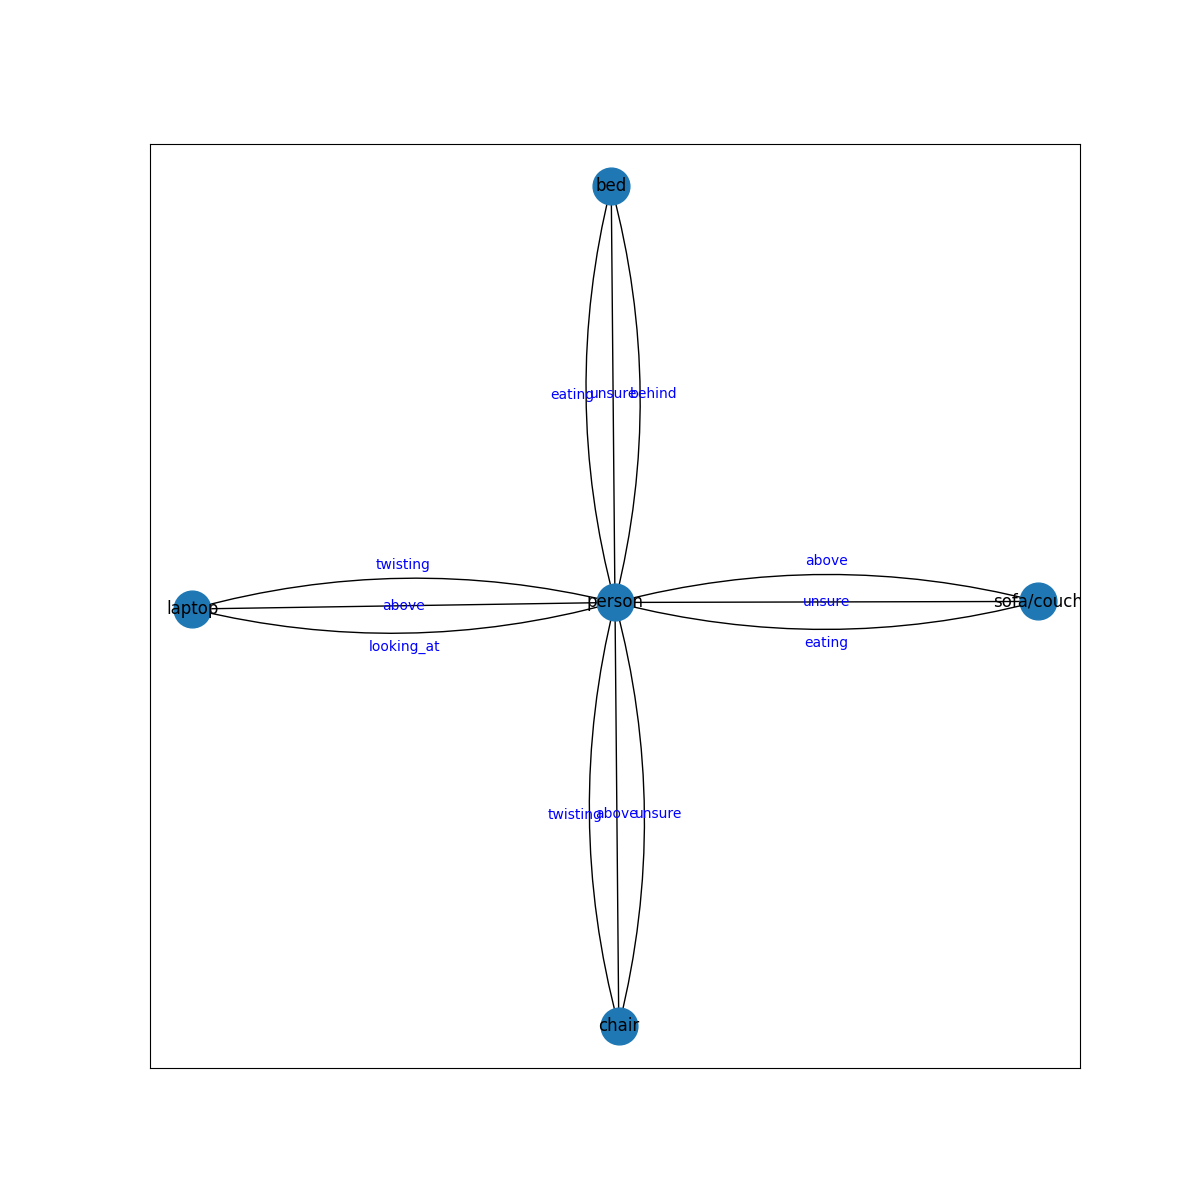 bed
eating unsure behind
twisting
above
above
unsure
looking_at
eating
laptop
person
sofa/couch
twisting above unsure
chair